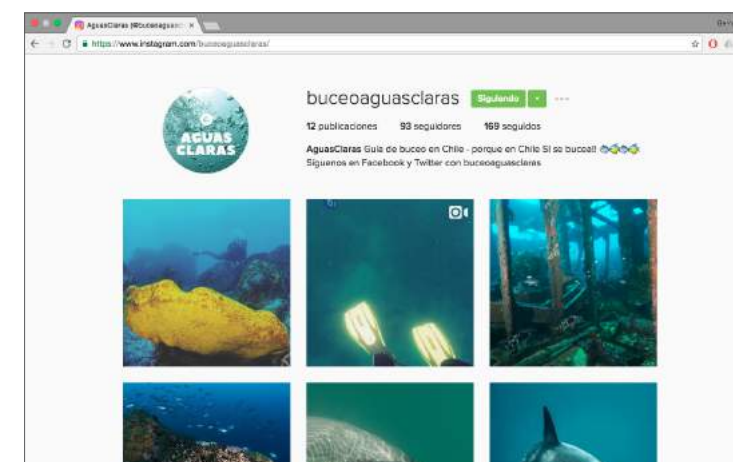 AguasClaras (@buceoaguascl
https://www.instagram.com/buceoaguasclaras/
AGUAS
CLARAS
buceoaguasclaras Siguiendo
12 publicaciones 93 seguidores 169 seguidos
AguasClaras Guía de buceo en Chile - porque en Chile SI se bucea!!
Síguenos en Facebook y Twitter con buceoaguasclaras